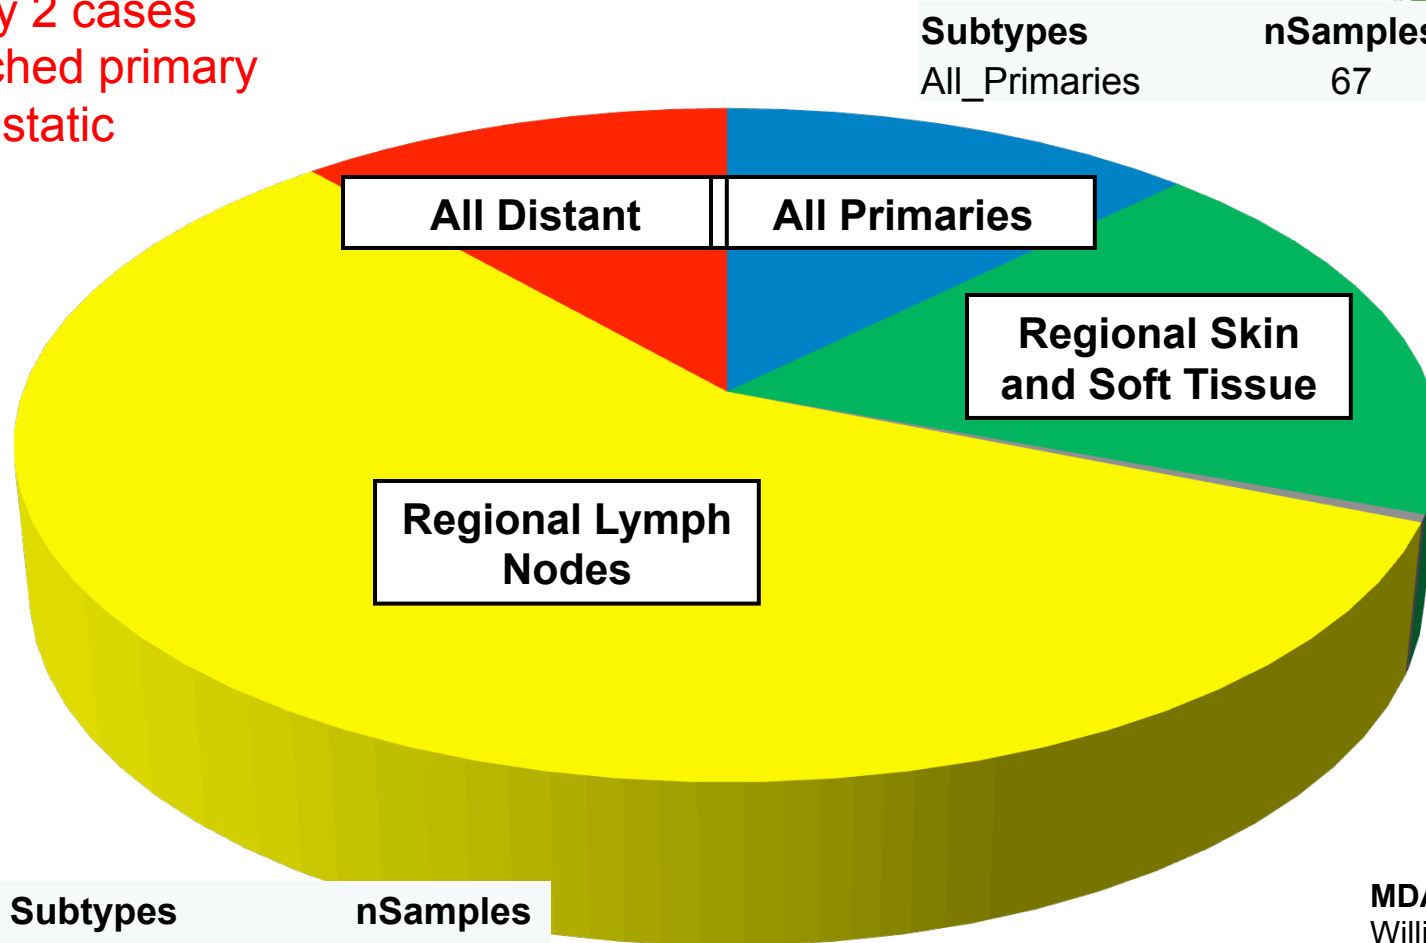 2 cases
primary
static
Subtypes nSamples
All_Primaries 67
All Distant
All Primaries
Regional Skin
and Soft Tissue
Regional Lymph
Nodes
Subtypes nSamples